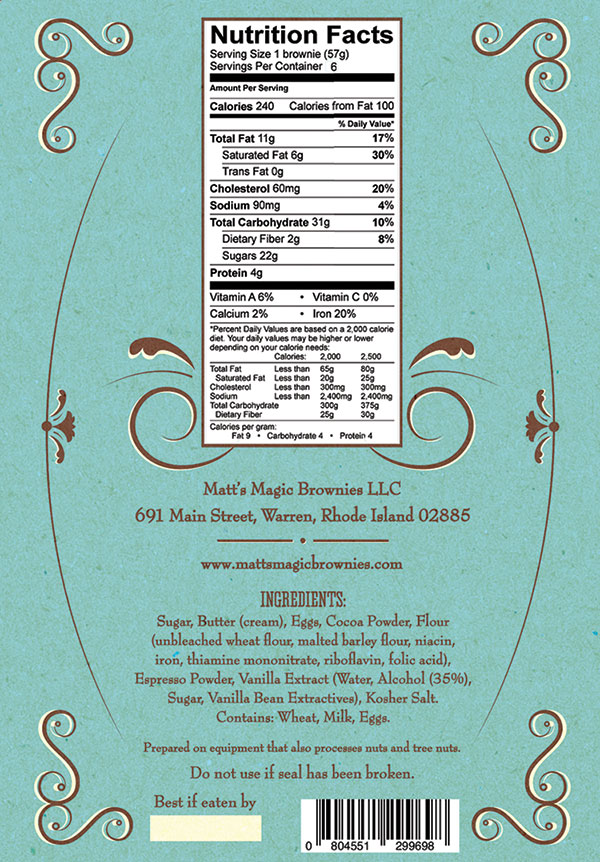 Nutrition Facts
Serving Size 1 brownie (57g)
Servings Per Container 6
Amount Per Serving
Calories 240 Calories from Fat 100
% Daily Value*
Total Fat 11g 17%
Saturated Fat 6g 30%
Trans Fat 0g
Cholesterol 60mg 20%
Sodium 90mg 4%
Total Carbohydrate 31g 10%
Dietary Fiber 2g 8%
Sugars 22g
Protein 4g
Vitamin A 6% • Vitamin C 0%
Calcium 2% • Iron 20%
*Percent Daily Values are based on a 2,000 calorie
diet. Your daily values may be higher or lower
depending on your calorie needs:
Calories: 2,000 2,500
Total Fat Less than 65g 80g
Saturated Fat Less than 20g 25g
Cholesterol Less than 300mg 300mg
Sodium Less than 2,400mg 2,400mg
Total Carbohydrate 300g 375g
Dietary Fiber 25g 30g
Calories per gram:
Fat 9 • Carbohydrate 4 • Protein 4
Matt's Magic Brownies LLC
691 Main Street, Warren, Rhode Island 02885
www.mattsmagicbrownies.com
INGREDIENTS:
Sugar, Butter (cream), Eggs, Cocoa Powder, Flour
(unbleached wheat flour, malted barley flour, niacin,
iron, thiamine mononitrate, riboflavin, folic acid),
Espresso Powder, Vanilla Extract (Water, Alcohol (35%),
Sugar, Vanilla Bean Extractives), Kosher Salt.
Contains: Wheat, Milk, Eggs.
Prepared on equipment that also processes nuts and tree nuts.
Do not use if seal has been broken.
Best if eaten by
0 804551 299698 0